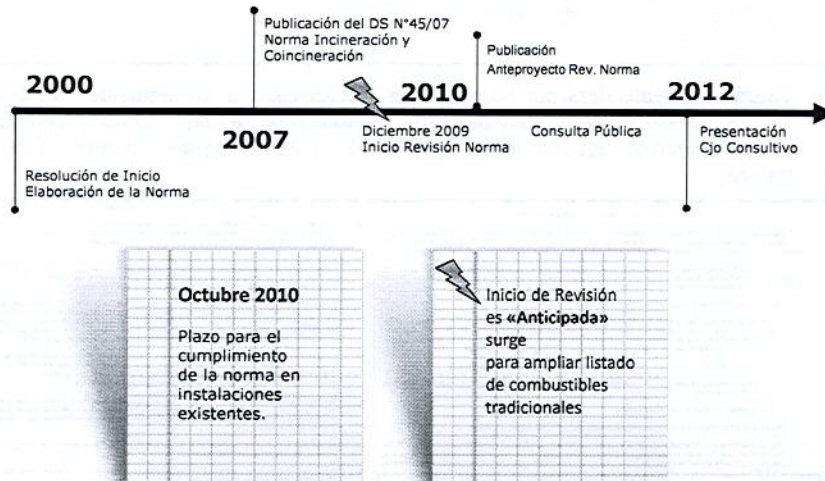 Publicación del DS N°45/07
Norma Incineración y
Coincineración
Publicación
Anteproyecto Rev. Norma
2000
2010
2012
2007
Diciembre 2009
Inicio Revisión Norma
Consulta Pública
Presentación
Cjo Consultivo
Resolución de Inicio
Elaboración de la Norma
Octubre 2010
Plazo para el
cumplimiento
de la norma en
instalaciones
existentes.
Inicio de Revisión
es «Anticipada»
surge
para ampliar listado
de combustibles
tradicionales